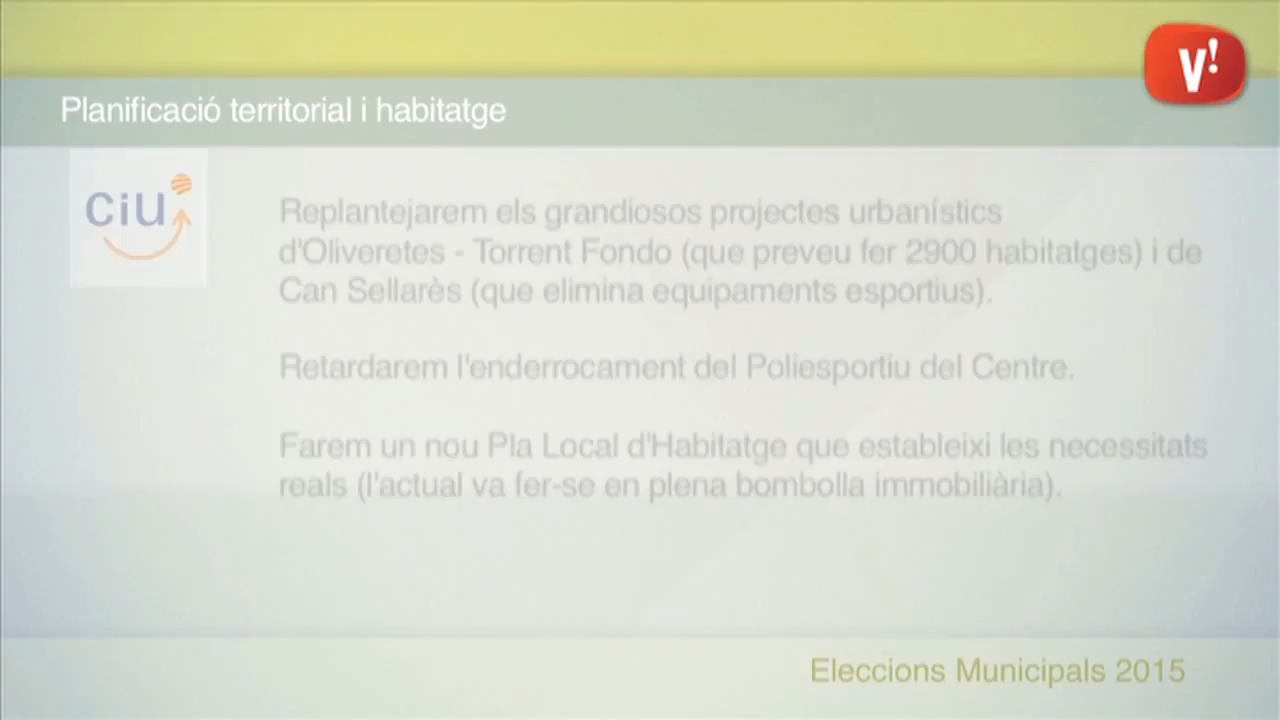 V!
Planificació territorial i habitatge
ciU
Replantejarem els grandiosos projectes urbanístics
d'Oliveretes - Torrent Fondo (que preveu fer 2900 habitatges) i de
Can Sellarès (que elimina equipaments esportius).
Retardarem l'enderrocament del Poliesportiu del Centre.
Farem un nou Pla Local d'Habitatge que estableixi les necessitats
reals (l'actual va fer-se en plena bombolla immobiliària).
Eleccions Municipals 2015